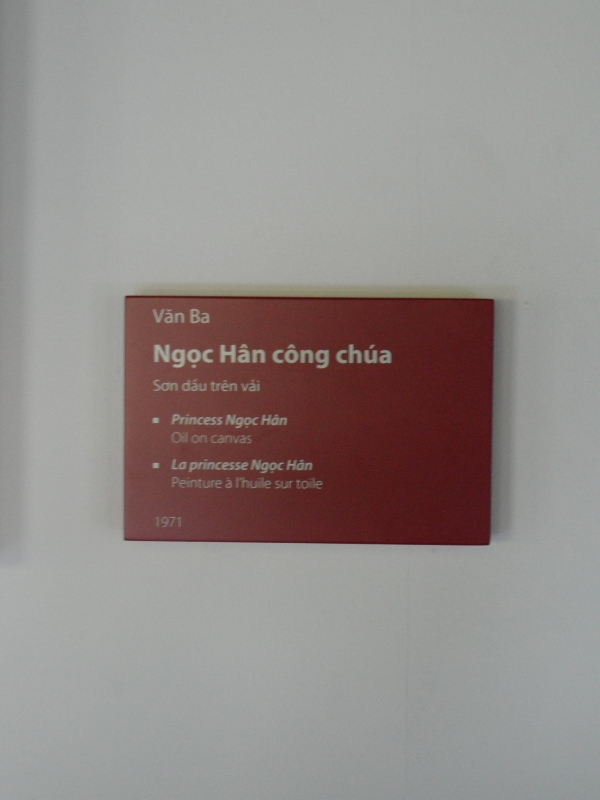 Văn Ba
Ngọc Hân công chúa
Sơn dầu trên vải
▪ Princess Ngọc Hân
Oil on canvas
▪ La princesse Ngọc Hân
Peinture à l'huile sur toile
1971